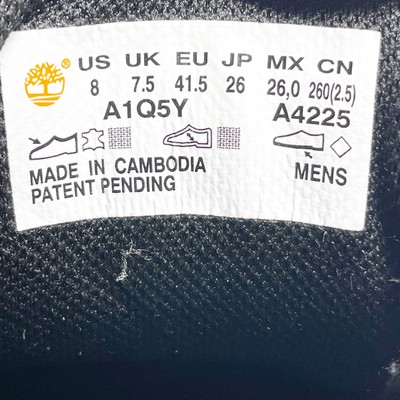 ® US UK EU JP MX CN
8 7.5 41.5 26 26,0 260(2.5)
A1Q5Y A4225
MADE IN CAMBODIA
PATENT PENDING MENS